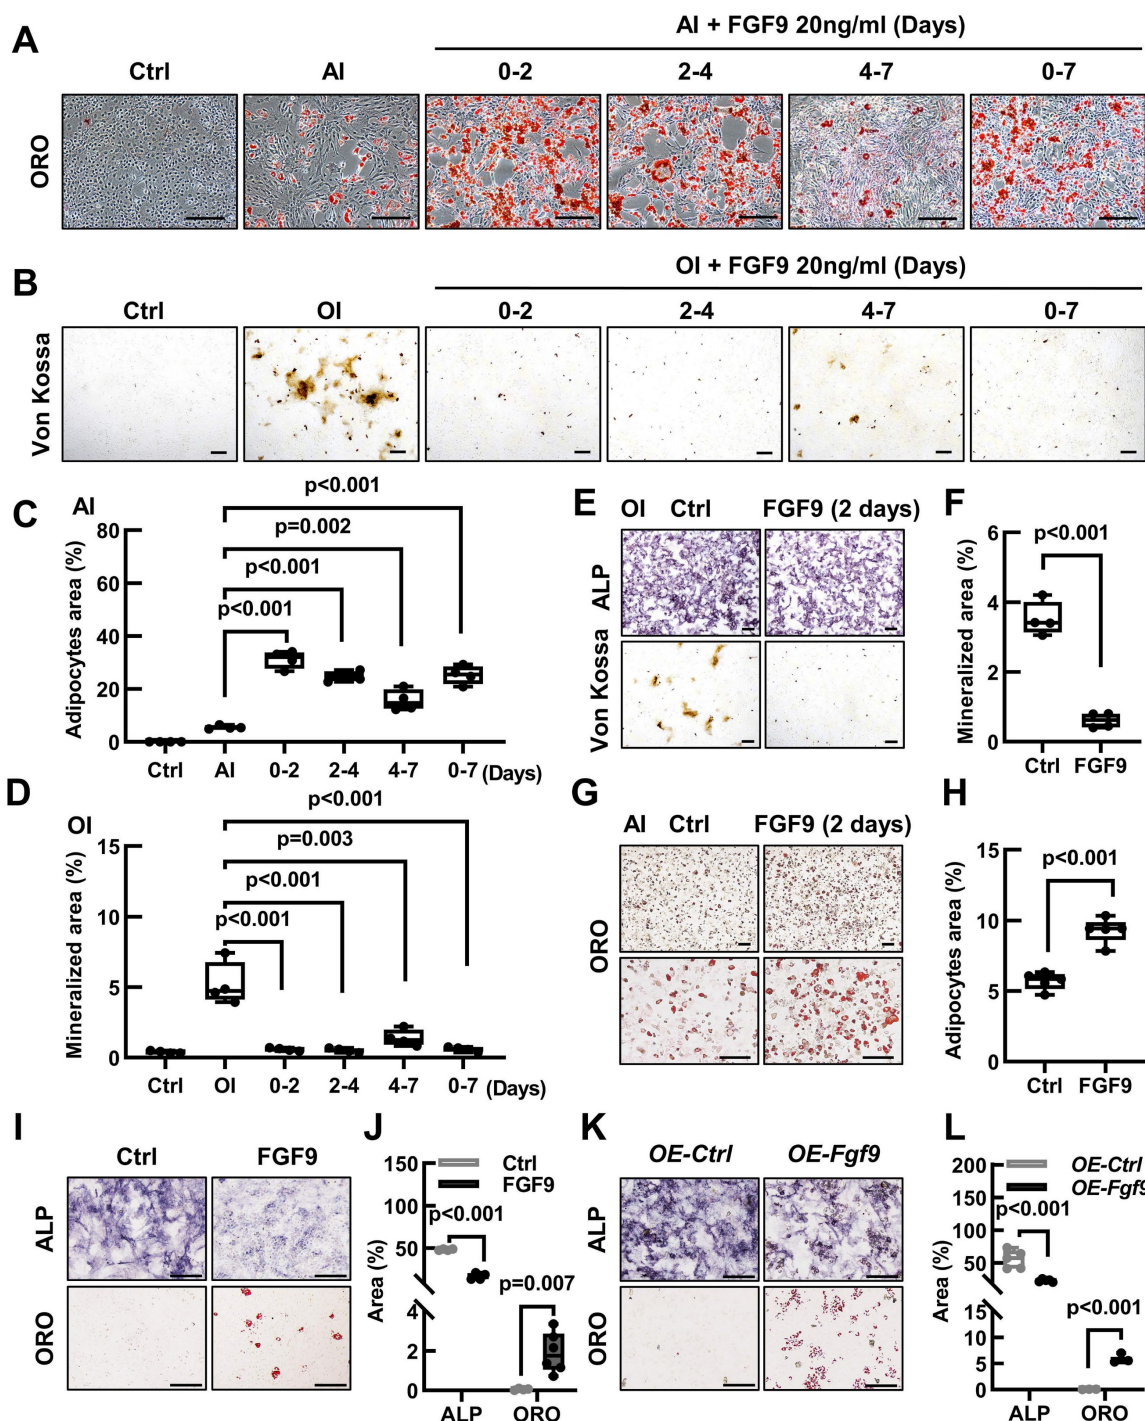 A
AI + FGF9 20ng/ml (Days)
Ctrl AI 0-2 2-4 4-7 0-7
ORO
B
OI + FGF9 20ng/ml (Days)
Ctrl OI 0-2 2-4 4-7 0-7
Von Kossa
C AI
Adipocytes area (%)
80
60
40
20
0
p<0.001
p=0.002
p<0.001
p<0.001
Ctrl AI 0-2 2-4 4-7 0-7 (Days)
D OI
Mineralized area (%)
15
10
5
0
p<0.001
p=0.003
p<0.001
p<0.001
Ctrl OI 0-2 2-4 4-7 0-7 (Days)
E OI Ctrl FGF9 (2 days)
ALP
Von Kossa
F
Mineralized area (%)
6
4
2
0
p<0.001
Ctrl FGF9
G AI Ctrl FGF9 (2 days)
ORO
H
Adipocytes area (%)
15
10
5
0
p<0.001
Ctrl FGF9
I
Ctrl FGF9
ALP
ORO
J
Ctrl
FGF9
Area (%)
150
100
50
4
2
0
p<0.001
p=0.007
ALP ORO
K
OE-Ctrl OE-Fgf9
ALP
ORO
L
OE-Ctrl
OE-Fgf9
Area (%)
200
150
100
50
15
10
5
0
p<0.001
p<0.001
ALP ORO